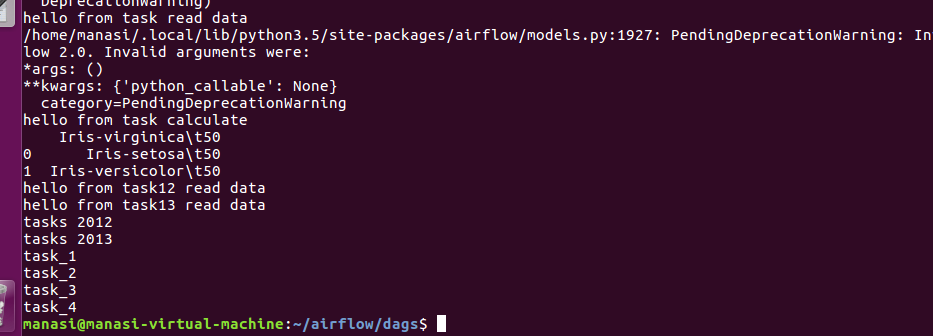 DeprecationWarning)
hello from task read data
/home/manasi/.local/lib/python3.5/site-packages/airflow/models.py:1927: PendingDeprecationWarning: In
low 2.0. Invalid arguments were:
*args: ()
**kwargs: {'python_callable': None}
  category=PendingDeprecationWarning
hello from task calculate
    Iris-virginica\t50
0      Iris-setosa\t50
1  Iris-versicolor\t50
hello from task12 read data
hello from task13 read data
tasks 2012
tasks 2013
task_1
task_2
task_3
task_4
manasi@manasi-virtual-machine:~/airflow/dags$